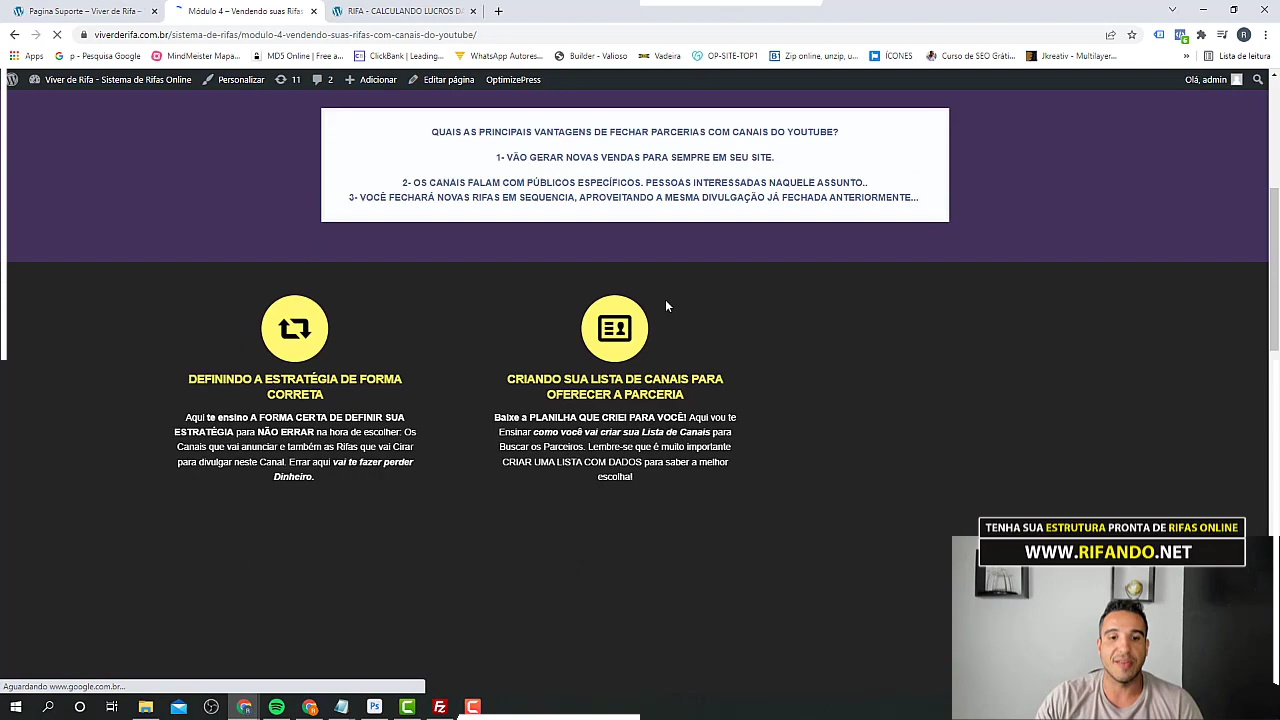 Pagina Suporte – Viver de Rifa –
Módulo 4 – Vendendo suas Rifas
RIFA - CALCULANDO LUCROS DA
viverderifa.com.br/sistema-de-rifas/modulo-4-vendendo-suas-rifas-com-canais-do-youtube/
Apps
p - Pesquisa Google
MindMeister Mapa...
MD5 Online | Free...
ClickBank | Leading...
WhatsApp Autores...
Builder - Valioso
Vadeira
OP-SITE-TOP1
Zip online, unzip, u...
ÍCONES
Curso de SEO Gráti...
Jkreativ - Multilayer...
»
Lista de leitura
Viver de Rifa – Sistema de Rifas Online
Personalizar
11
2
Adicionar
Editar página
OptimizePress
Olá, admin
QUAIS AS PRINCIPAIS VANTAGENS DE FECHAR PARCERIAS COM CANAIS DO YOUTUBE?
1- VÃO GERAR NOVAS VENDAS PARA SEMPRE EM SEU SITE.
2- OS CANAIS FALAM COM PÚBLICOS ESPECÍFICOS. PESSOAS INTERESSADAS NAQUELE ASSUNTO..
3- VOCÊ FECHARÁ NOVAS RIFAS EM SEQUENCIA, APROVEITANDO A MESMA DIVULGAÇÃO JÁ FECHADA ANTERIORMENTE...
DEFININDO A ESTRATÉGIA DE FORMA
CORRETA
Aqui te ensino A FORMA CERTA DE DEFINIR SUA
ESTRATÉGIA para NÃO ERRAR na hora de escolher: Os
Canais que vai anunciar e também as Rifas que vai Cirar
para divulgar neste Canal. Errar aqui vai te fazer perder
Dinheiro.
CRIANDO SUA LISTA DE CANAIS PARA
OFERECER A PARCERIA
Baixe a PLANILHA QUE CRIEI PARA VOCÊ! Aqui vou te
Ensinar como você vai criar sua Lista de Canais para
Buscar os Parceiros. Lembre-se que é muito importante
CRIAR UMA LISTA COM DADOS para saber a melhor
escolha!
TENHA SUA ESTRUTURA PRONTA DE RIFAS ONLINE
WWW.RIFANDO.NET
Aguardando www.google.com.br...